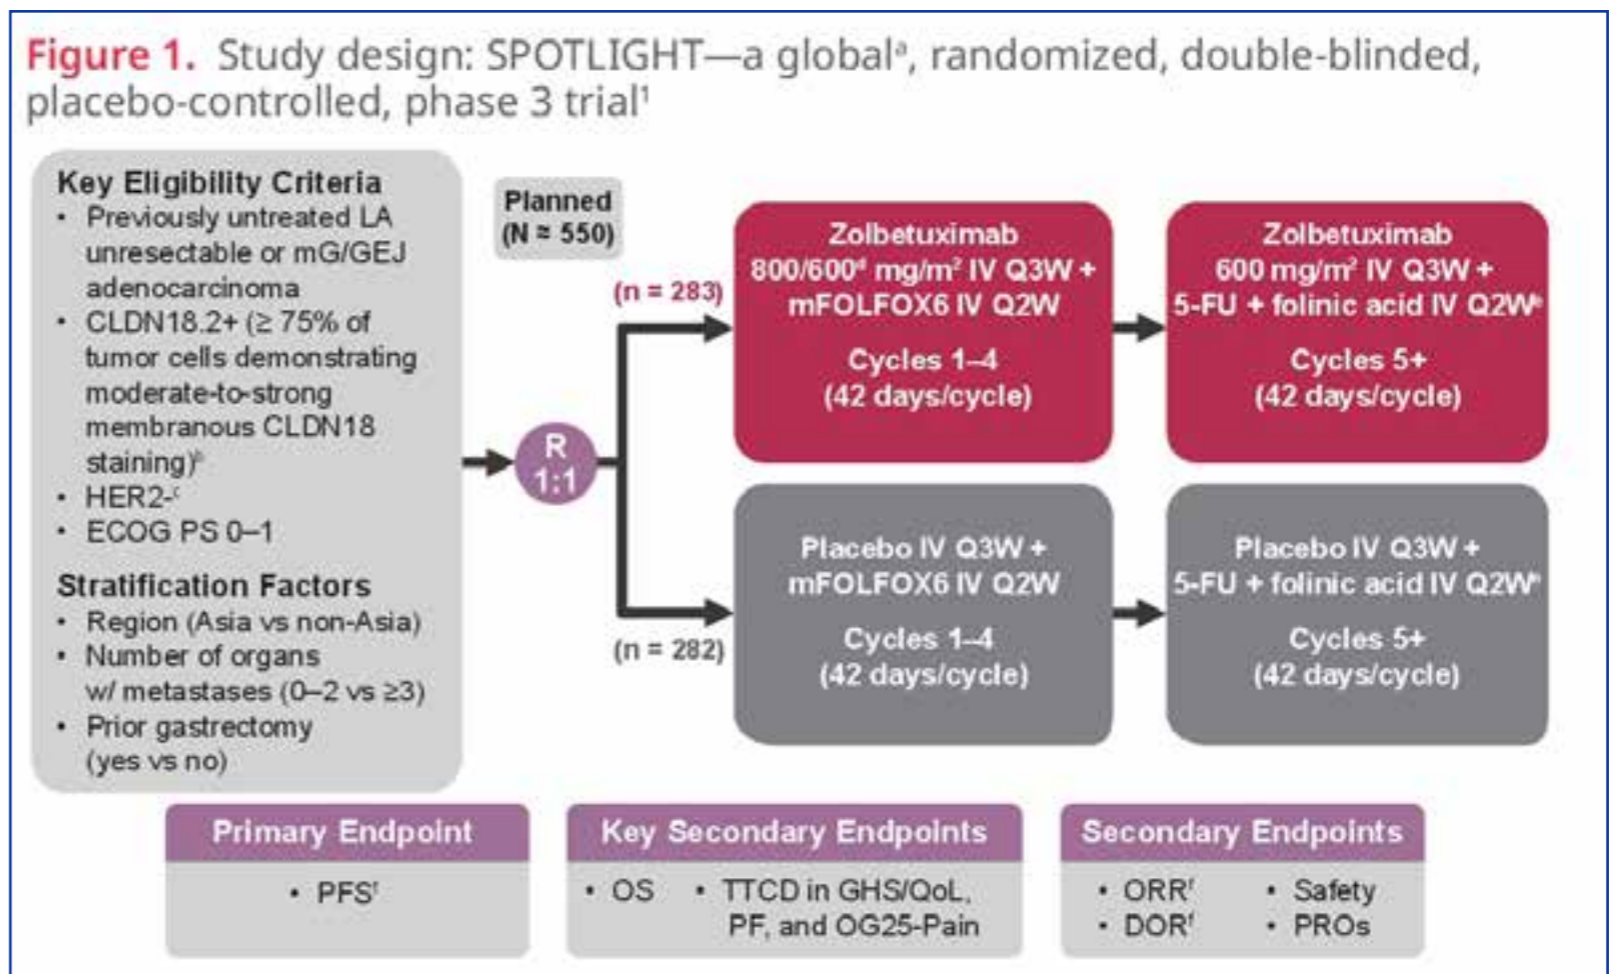 Figure 1. Study design: SPOTLIGHT—a globalᵃ, randomized, double-blinded,
placebo-controlled, phase 3 trial¹
Key Eligibility Criteria
• Previously untreated LA
unresectable or mG/GEJ
adenocarcinoma
• CLDN18.2+ (≥ 75% of
tumor cells demonstrating
moderate-to-strong
membranous CLDN18
staining)ᵇ
• HER2-ᶜ
• ECOG PS 0–1
Stratification Factors
• Region (Asia vs non-Asia)
• Number of organs
w/ metastases (0–2 vs ≥3)
• Prior gastrectomy
(yes vs no)
Planned
(N ≈ 550)
R
1:1
(n = 283)
Zolbetuximab
800/600ᵈ mg/m² IV Q3W +
mFOLFOX6 IV Q2W
Cycles 1–4
(42 days/cycle)
Zolbetuximab
600 mg/m² IV Q3W +
5-FU + folinic acid IV Q2Wᵉ
Cycles 5+
(42 days/cycle)
(n = 282)
Placebo IV Q3W +
mFOLFOX6 IV Q2W
Cycles 1–4
(42 days/cycle)
Placebo IV Q3W +
5-FU + folinic acid IV Q2Wᵉ
Cycles 5+
(42 days/cycle)
Primary Endpoint
• PFSᶠ
Key Secondary Endpoints
• OS • TTCD in GHS/QoL,
PF, and OG25-Pain
Secondary Endpoints
• ORRᶠ • Safety
• DORᶠ • PROs